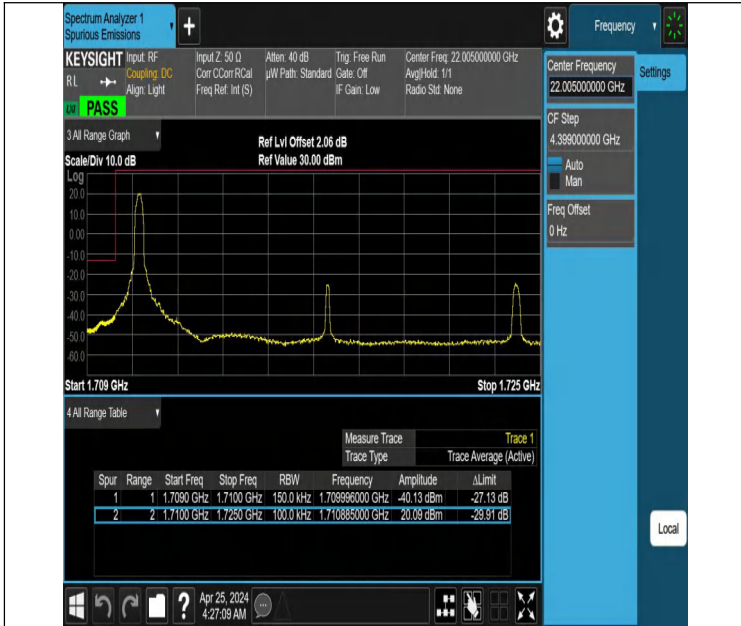 Spectrum Analyzer 1
Spurious Emissions
+
Frequency
KEYSIGHT Input: RF Input Z: 50 Ω Atten: 40 dB Trig: Free Run Center Freq: 22.005000000 GHz
RL Coupling: DC Corr CCorr RCal µW Path: Standard Gate: Off Avg|Hold: 1/1
Align: Light Freq Ref: Int (S) IF Gain: Low Radio Std: None
PASS
Center Frequency
22.005000000 GHz
Settings
CF Step
4.399000000 GHz
Auto
Man
Freq Offset
0 Hz
3 All Range Graph
Ref Lvl Offset 2.06 dB
Scale/Div 10.0 dB Ref Value 30.00 dBm
Log
20.0
10.0
0.00
-10.0
-20.0
-30.0
-40.0
-50.0
-60.0
Start 1.709 GHz Stop 1.725 GHz
4 All Range Table
Measure Trace Trace 1
Trace Type Trace Average (Active)
Spur Range Start Freq Stop Freq RBW Frequency Amplitude ΔLimit
1 1 1.7090 GHz 1.7100 GHz 150.0 kHz 1.709996000 GHz -40.13 dBm -27.13 dB
2 2 1.7100 GHz 1.7250 GHz 100.0 kHz 1.710885000 GHz 20.09 dBm -29.91 dB
Local
? Apr 25, 2024
4:27:09 AM